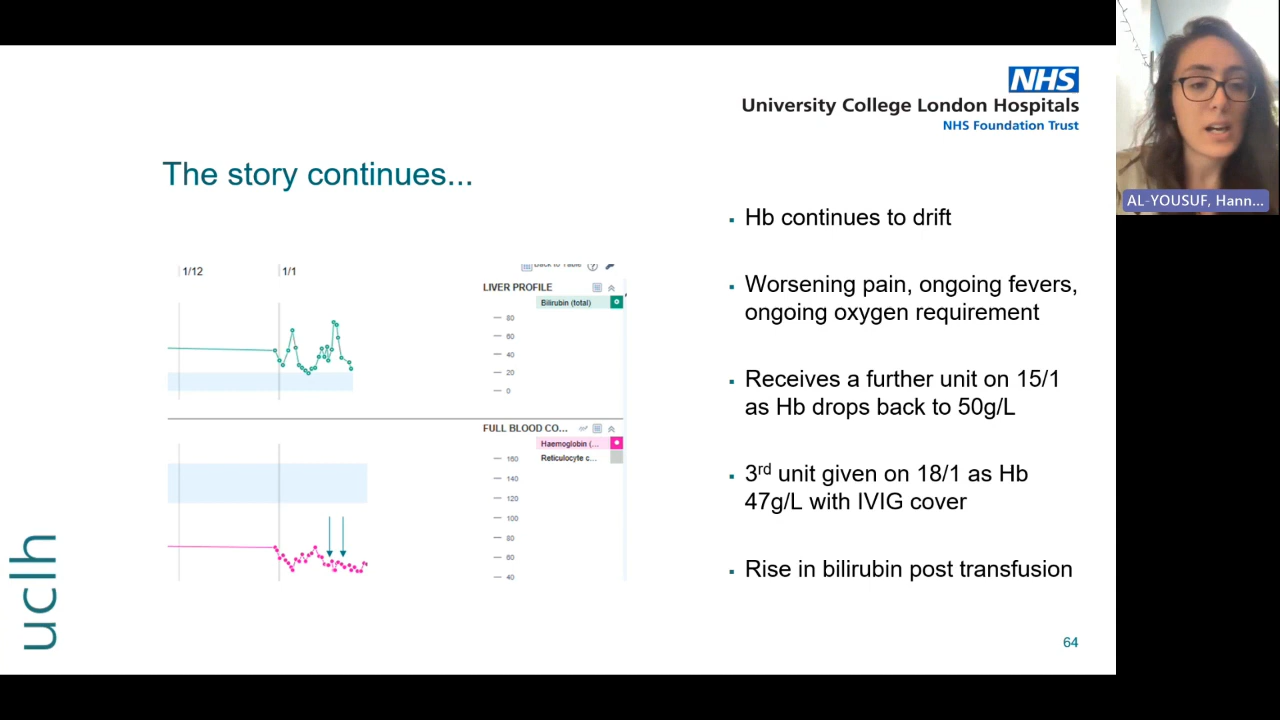 NHS
University College London Hospitals
NHS Foundation Trust
AL-YOUSUF, Hann...
The story continues...
1/12
1/1
Back to Table
LIVER PROFILE
Bilirubin (total)
80
60
40
20
0
FULL BLOOD CO...
Haemoglobin (...
Reticulocyte c...
160
140
120
100
80
60
40
Hb continues to drift
Worsening pain, ongoing fevers,
ongoing oxygen requirement
Receives a further unit on 15/1
as Hb drops back to 50g/L
3rd unit given on 18/1 as Hb
47g/L with IVIG cover
Rise in bilirubin post transfusion
uclh
64